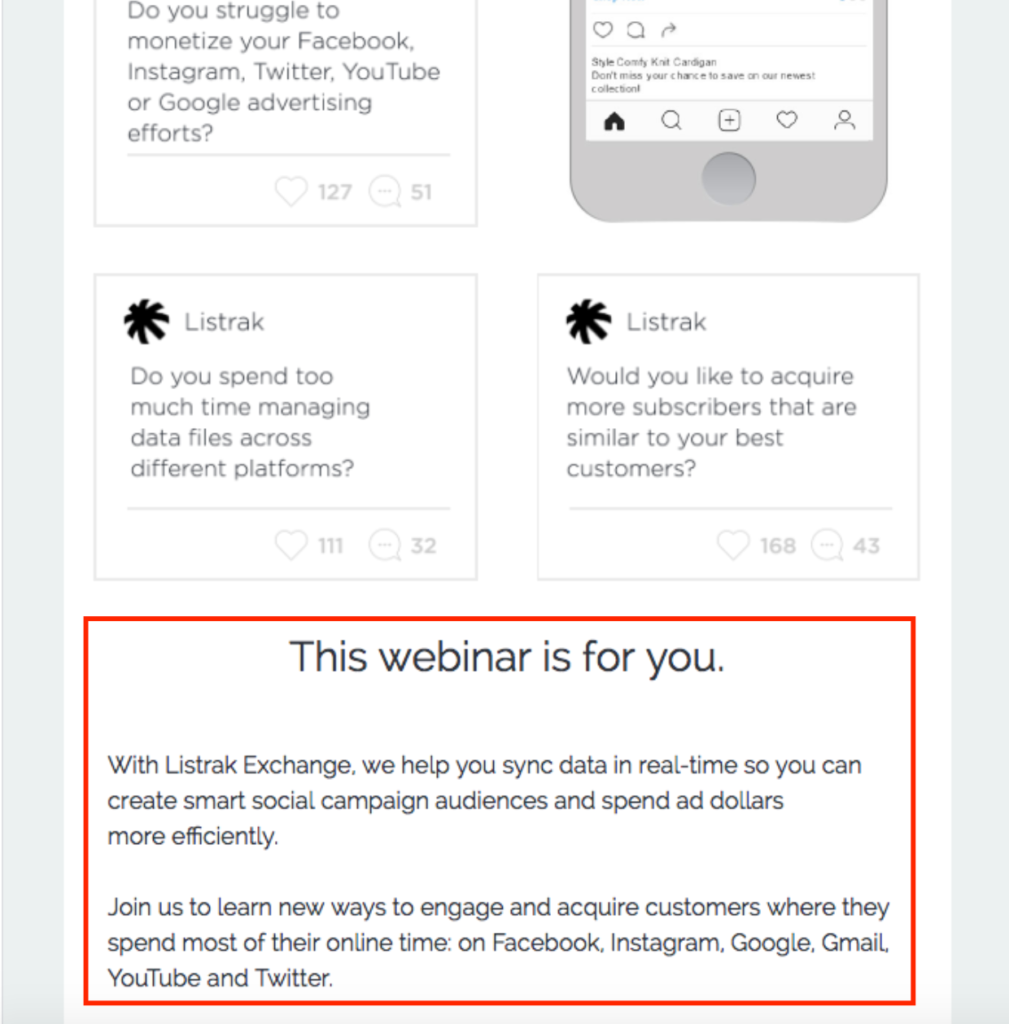 Do you struggle to
monetize your Facebook,
Instagram, Twitter, YouTube
or Google advertising
efforts?
127 51
Style Comfy Knit Cardigan
Don't miss your chance to save on our newest
collection!
Listrak
Do you spend too
much time managing
data files across
different platforms?
111 32
Listrak
Would you like to acquire
more subscribers that are
similar to your best
customers?
168 43
This webinar is for you.
With Listrak Exchange, we help you sync data in real-time so you can
create smart social campaign audiences and spend ad dollars
more efficiently.
Join us to learn new ways to engage and acquire customers where they
spend most of their online time: on Facebook, Instagram, Google, Gmail,
YouTube and Twitter.